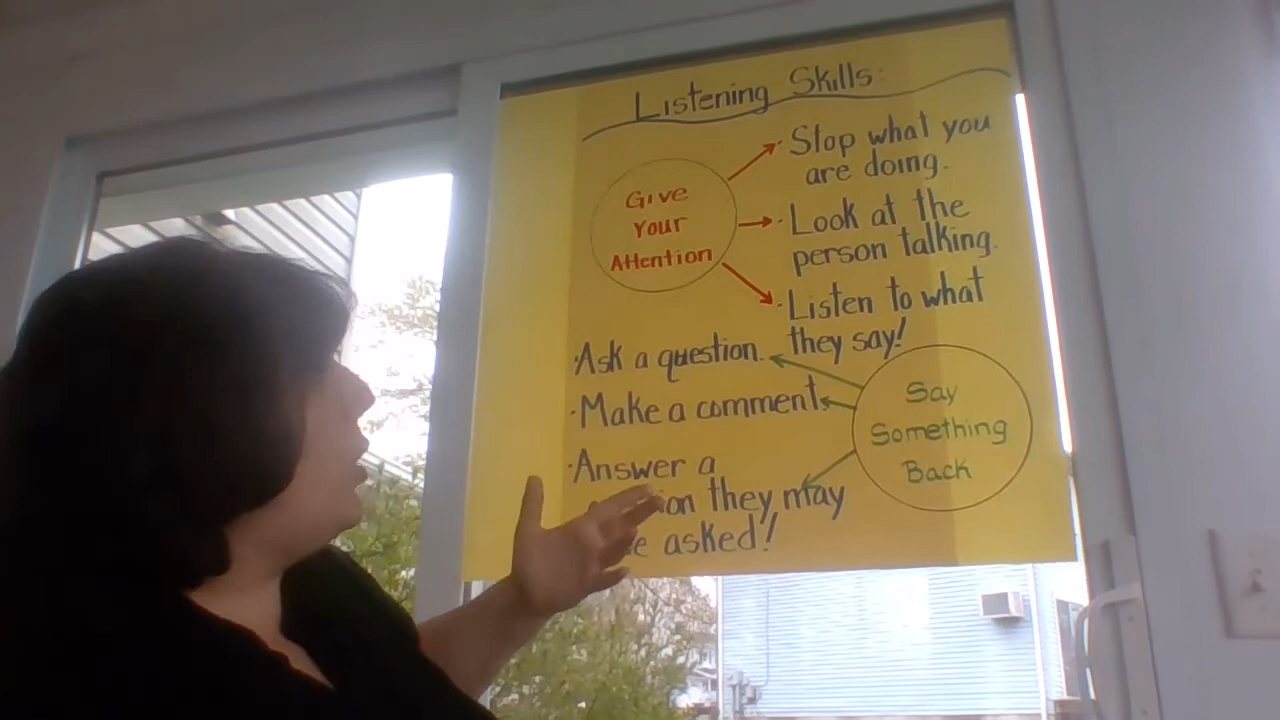 Listening Skills:
Give
Your
Attention
· Stop what you
are doing.
· Look at the
person talking.
· Listen to what
they say!
· Ask a question.
· Make a comment.
· Answer a
they may
asked!
Say
Something
Back